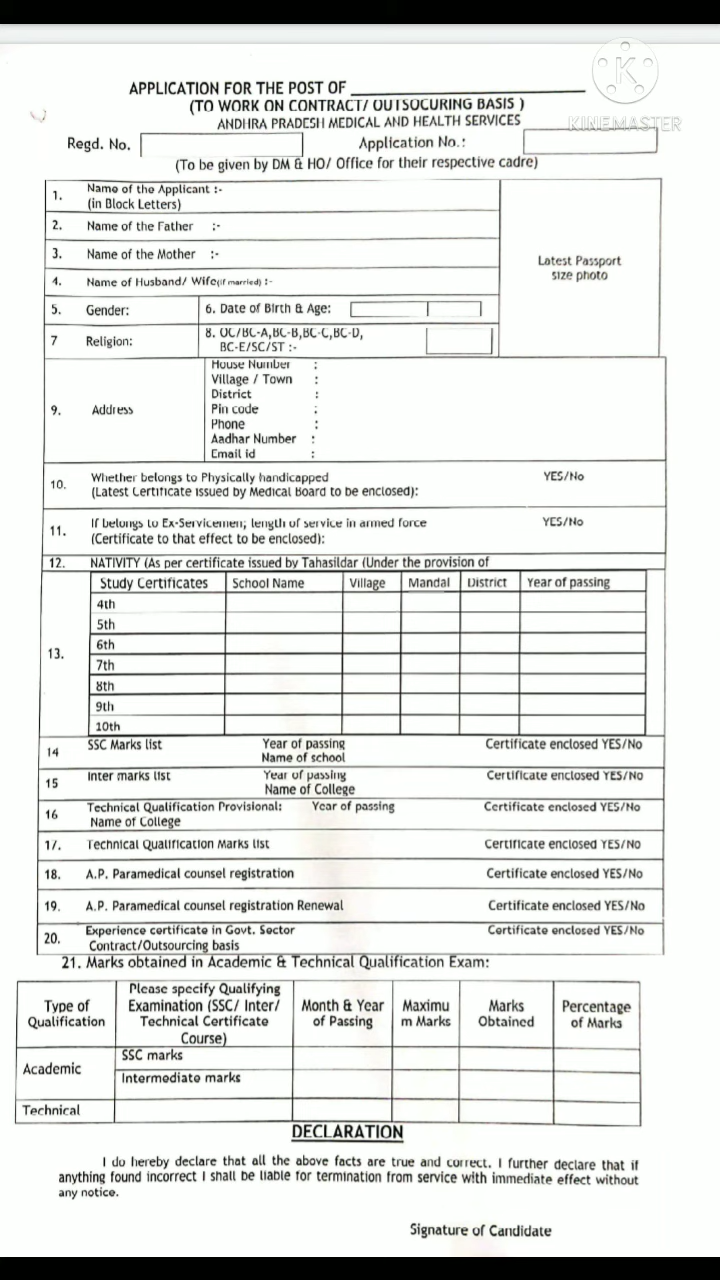 K
KINEMASTER
APPLICATION FOR THE POST OF
(TO WORK ON CONTRACT/ OUTSOCURING BASIS )
ANDHRA PRADESH MEDICAL AND HEALTH SERVICES
Regd. No. Application No.:
(To be given by DM & HO/ Office for their respective cadre)
1. Name of the Applicant :-
(in Block Letters)
2. Name of the Father :-
3. Name of the Mother :-
Latest Passport
size photo
4. Name of Husband/ Wife(if married) :-
5. Gender: 6. Date of Birth & Age:
7 Religion: 8. OC/BC-A,BC-B,BC-C,BC-D,
BC-E/SC/ST :-
9. Address
House Number :
Village / Town :
District :
Pin code :
Phone :
Aadhar Number :
Email id :
10. Whether belongs to Physically handicapped YES/No
(Latest Certificate issued by Medical Board to be enclosed):
11. If belongs to Ex-Servicemen; length of service in armed force YES/No
(Certificate to that effect to be enclosed):
12. NATIVITY (As per certificate issued by Tahasildar (Under the provision of
13.
Study Certificates School Name Village Mandal District Year of passing
4th
5th
6th
7th
8th
9th
10th
14 SSC Marks list Year of passing Certificate enclosed YES/No
Name of school
15 Inter marks list Year of passing Certificate enclosed YES/No
Name of College
16 Technical Qualification Provisional: Year of passing Certificate enclosed YES/No
Name of College
17. Technical Qualification Marks list Certificate enclosed YES/No
18. A.P. Paramedical counsel registration Certificate enclosed YES/No
19. A.P. Paramedical counsel registration Renewal Certificate enclosed YES/No
20. Experience certificate in Govt. Sector Certificate enclosed YES/No
Contract/Outsourcing basis
21. Marks obtained in Academic & Technical Qualification Exam:
Type of
Qualification
Please specify Qualifying
Examination (SSC/ Inter/
Technical Certificate
Course)
Month & Year
of Passing
Maximu
m Marks
Marks
Obtained
Percentage
of Marks
Academic
SSC marks
Intermediate marks
Technical
DECLARATION
I do hereby declare that all the above facts are true and correct. I further declare that if
anything found incorrect I shall be liable for termination from service with immediate effect without
any notice.
Signature of Candidate